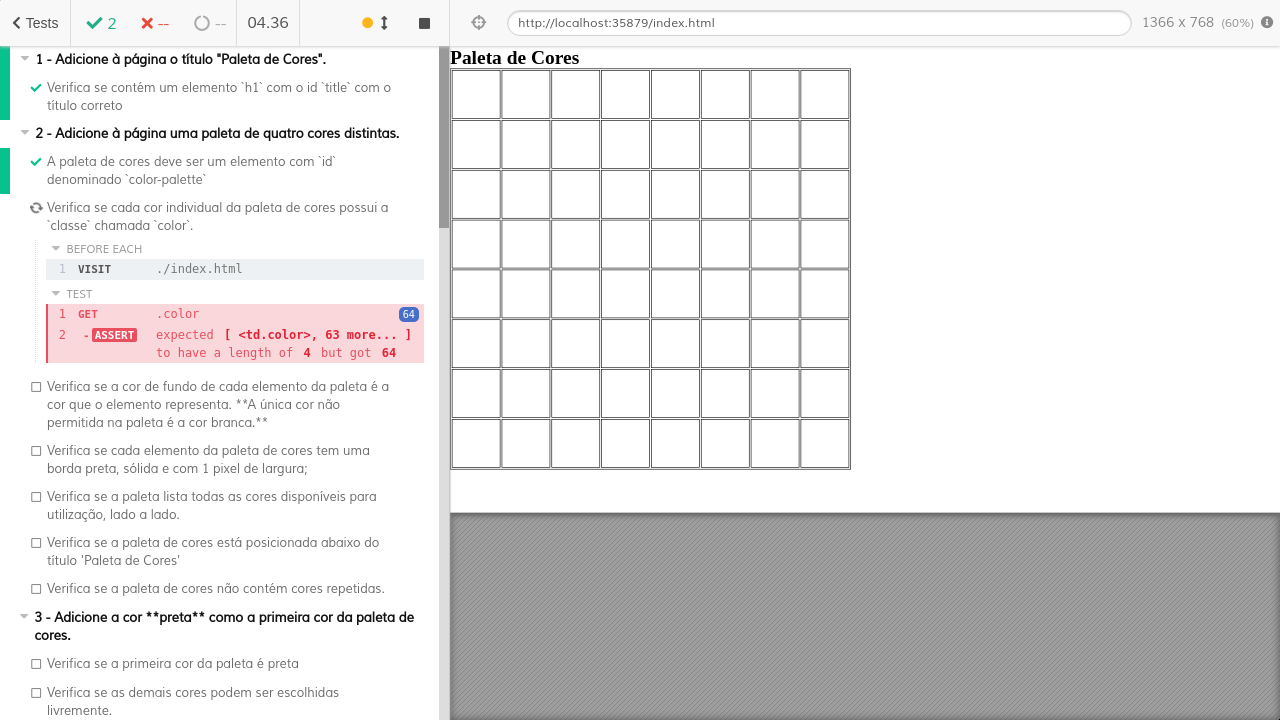 Tests 2 -- -- 04.36 http://localhost:35879/index.html 1366 x 768 (60%)
1 - Adicione à página o título "Paleta de Cores".
Verifica se contém um elemento `h1` com o id `title` com o
título correto
2 - Adicione à página uma paleta de quatro cores distintas.
A paleta de cores deve ser um elemento com `id`
denominado `color-palette`
Verifica se cada cor individual da paleta de cores possui a
`classe` chamada `color`.
BEFORE EACH
1 VISIT ./index.html
TEST
1 GET .color 64
2 -ASSERT expected [ <td.color>, 63 more... ]
to have a length of 4 but got 64
Verifica se a cor de fundo de cada elemento da paleta é a
cor que o elemento representa. **A única cor não
permitida na paleta é a cor branca.**
Verifica se cada elemento da paleta de cores tem uma
borda preta, sólida e com 1 pixel de largura;
Verifica se a paleta lista todas as cores disponíveis para
utilização, lado a lado.
Verifica se a paleta de cores está posicionada abaixo do
título 'Paleta de Cores'
Verifica se a paleta de cores não contém cores repetidas.
3 - Adicione a cor **preta** como a primeira cor da paleta de
cores.
Verifica se a primeira cor da paleta é preta
Verifica se as demais cores podem ser escolhidas
livremente.
Paleta de Cores